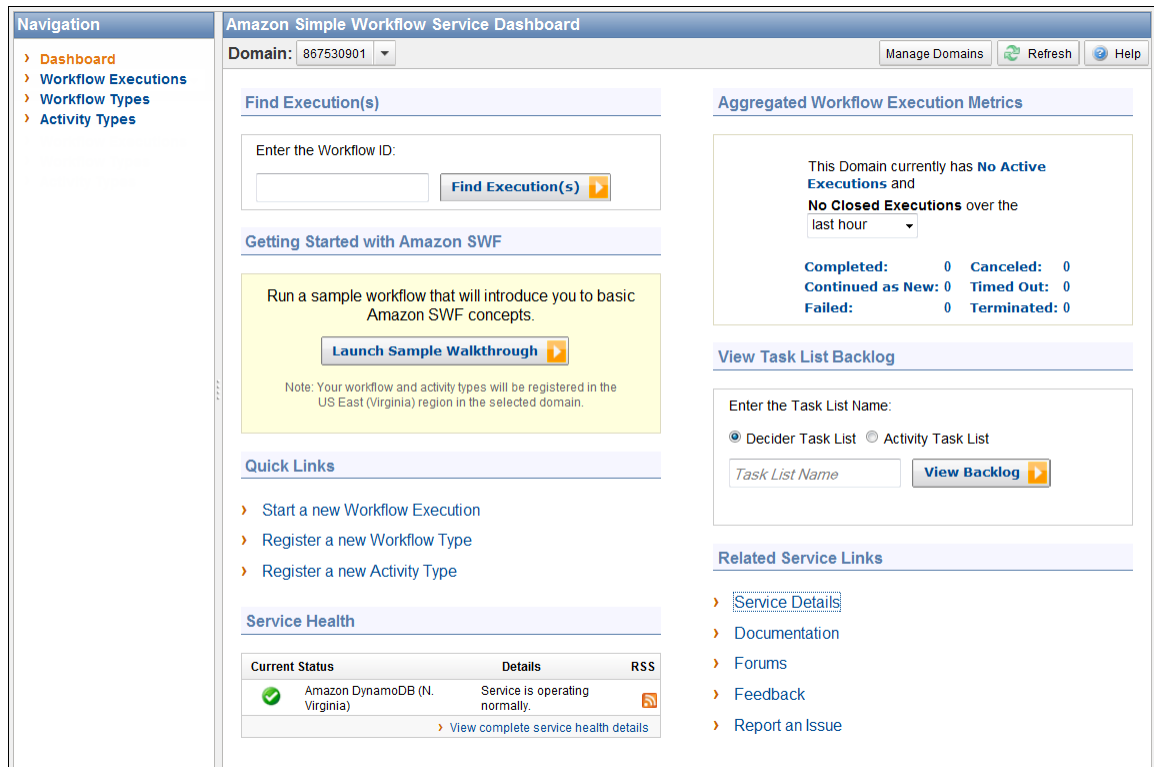 Navigation
Dashboard
Workflow Executions
Workflow Types
Activity Types
Amazon Simple Workflow Service Dashboard
Domain: 867530901
Manage Domains
Refresh
Help
Find Execution(s)
Enter the Workflow ID:
Find Execution(s)
Getting Started with Amazon SWF
Run a sample workflow that will introduce you to basic
Amazon SWF concepts.
Launch Sample Walkthrough
Note: Your workflow and activity types will be registered in the
US East (Virginia) region in the selected domain.
Quick Links
Start a new Workflow Execution
Register a new Workflow Type
Register a new Activity Type
Service Health
Current Status Details RSS
Amazon DynamoDB (N. Service is operating
Virginia) normally.
View complete service health details
Aggregated Workflow Execution Metrics
This Domain currently has No Active
Executions and
No Closed Executions over the
last hour
Completed: 0 Canceled: 0
Continued as New: 0 Timed Out: 0
Failed: 0 Terminated: 0
View Task List Backlog
Enter the Task List Name:
Decider Task List Activity Task List
Task List Name View Backlog
Related Service Links
Service Details
Documentation
Forums
Feedback
Report an Issue